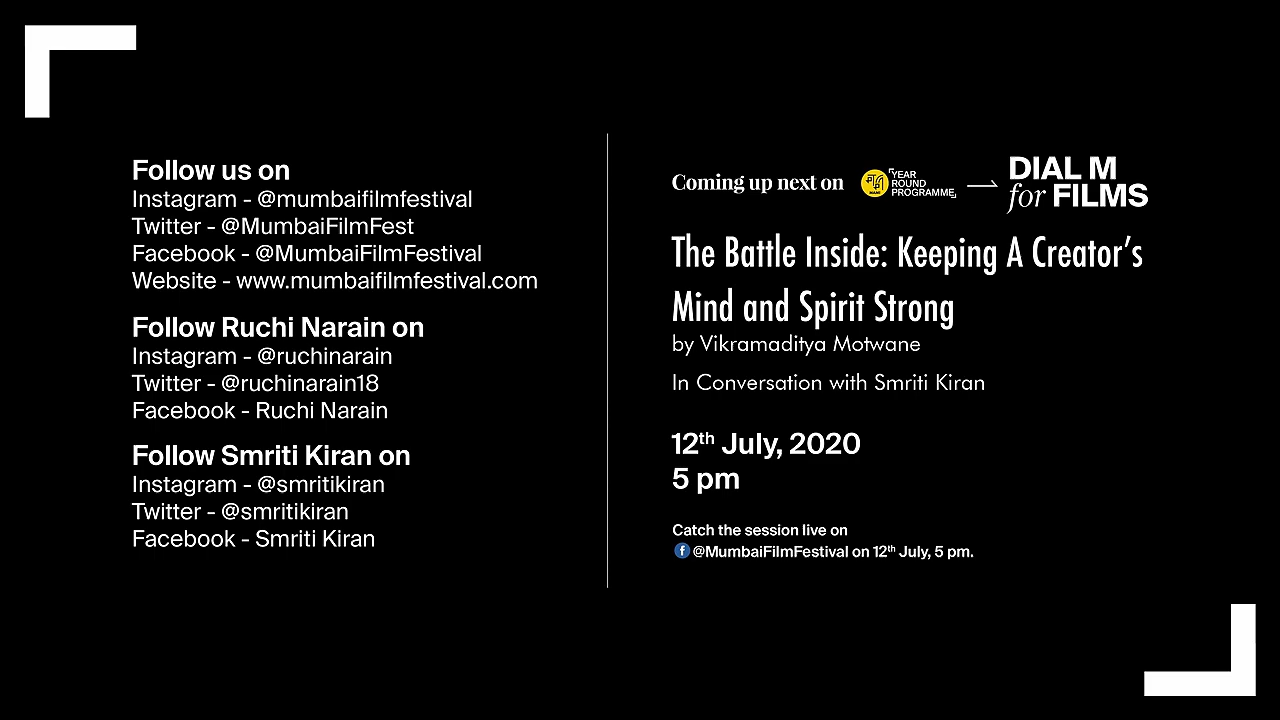 Follow us on
Instagram - @mumbaifilmfestival
Twitter - @MumbaiFilmFest
Facebook - @MumbaiFilmFestival
Website - www.mumbaifilmfestival.com
Follow Ruchi Narain on
Instagram - @ruchinarain
Twitter - @ruchinarain18
Facebook - Ruchi Narain
Follow Smriti Kiran on
Instagram - @smritikiran
Twitter - @smritikiran
Facebook - Smriti Kiran
Coming up next on
MAMI
YEAR
ROUND
PROGRAMME
DIAL M
for FILMS
The Battle Inside: Keeping A Creator's
Mind and Spirit Strong
by Vikramaditya Motwane
In Conversation with Smriti Kiran
12th July, 2020
5 pm
Catch the session live on
@MumbaiFilmFestival on 12th July, 5 pm.